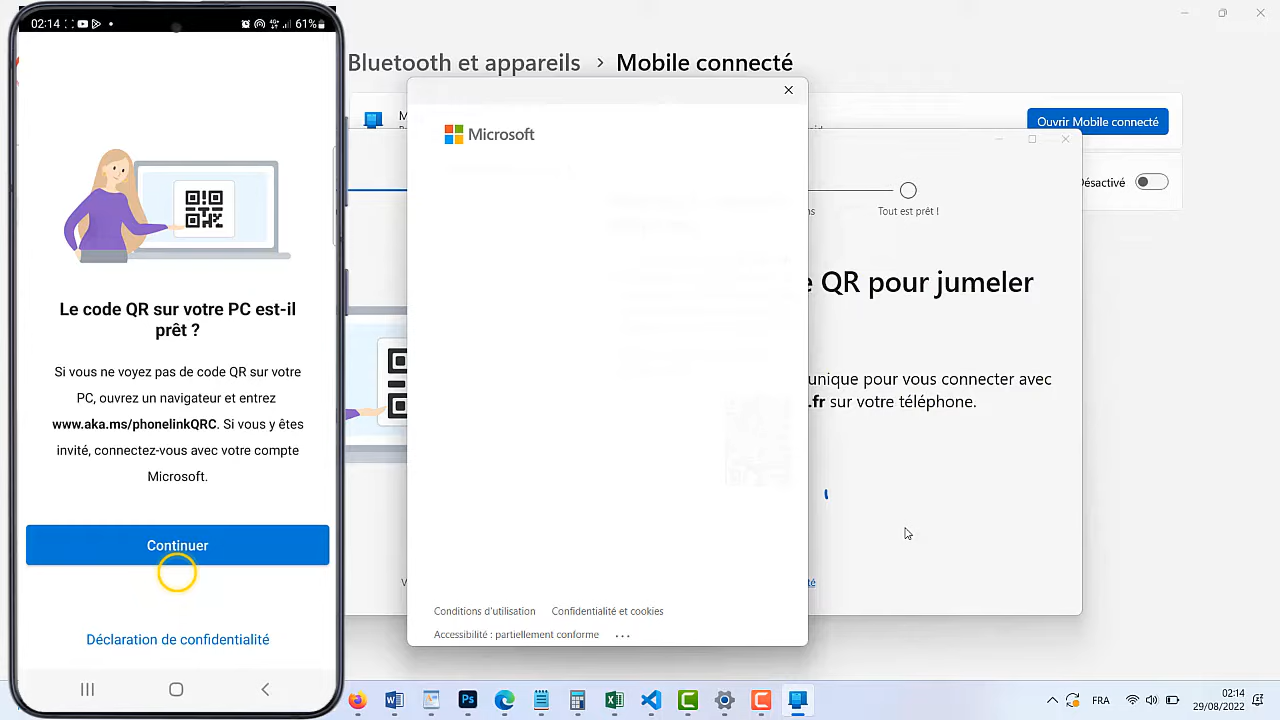 02:14
61%
Le code QR sur votre PC est-il
prêt ?
Si vous ne voyez pas de code QR sur votre
PC, ouvrez un navigateur et entrez
www.aka.ms/phonelinkQRC. Si vous y êtes
invité, connectez-vous avec votre compte
Microsoft.
Continuer
Déclaration de confidentialité
Bluetooth et appareils > Mobile connecté
Ouvrir Mobile connecté
Désactivé
Tout est prêt !
QR pour jumeler
unique pour vous connecter avec
.fr sur votre téléphone.
Microsoft
Conditions d'utilisation Confidentialité et cookies
Accessibilité : partiellement conforme ...
FRA
02:14
29/08/2022